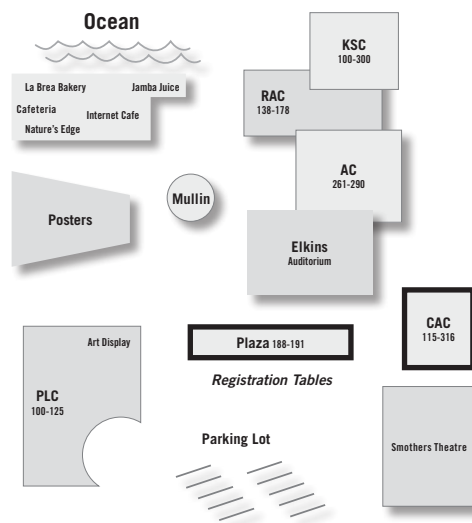 Ocean
KSC
100-300
La Brea Bakery
Jamba Juice
RAC
138-178
Cafeteria
Internet Cafe
Nature's Edge
AC
261-290
Mullin
Posters
Elkins
Auditorium
CAC
115-316
Art Display
Plaza 188-191
Registration Tables
PLC
100-125
Parking Lot
Smothers Theatre